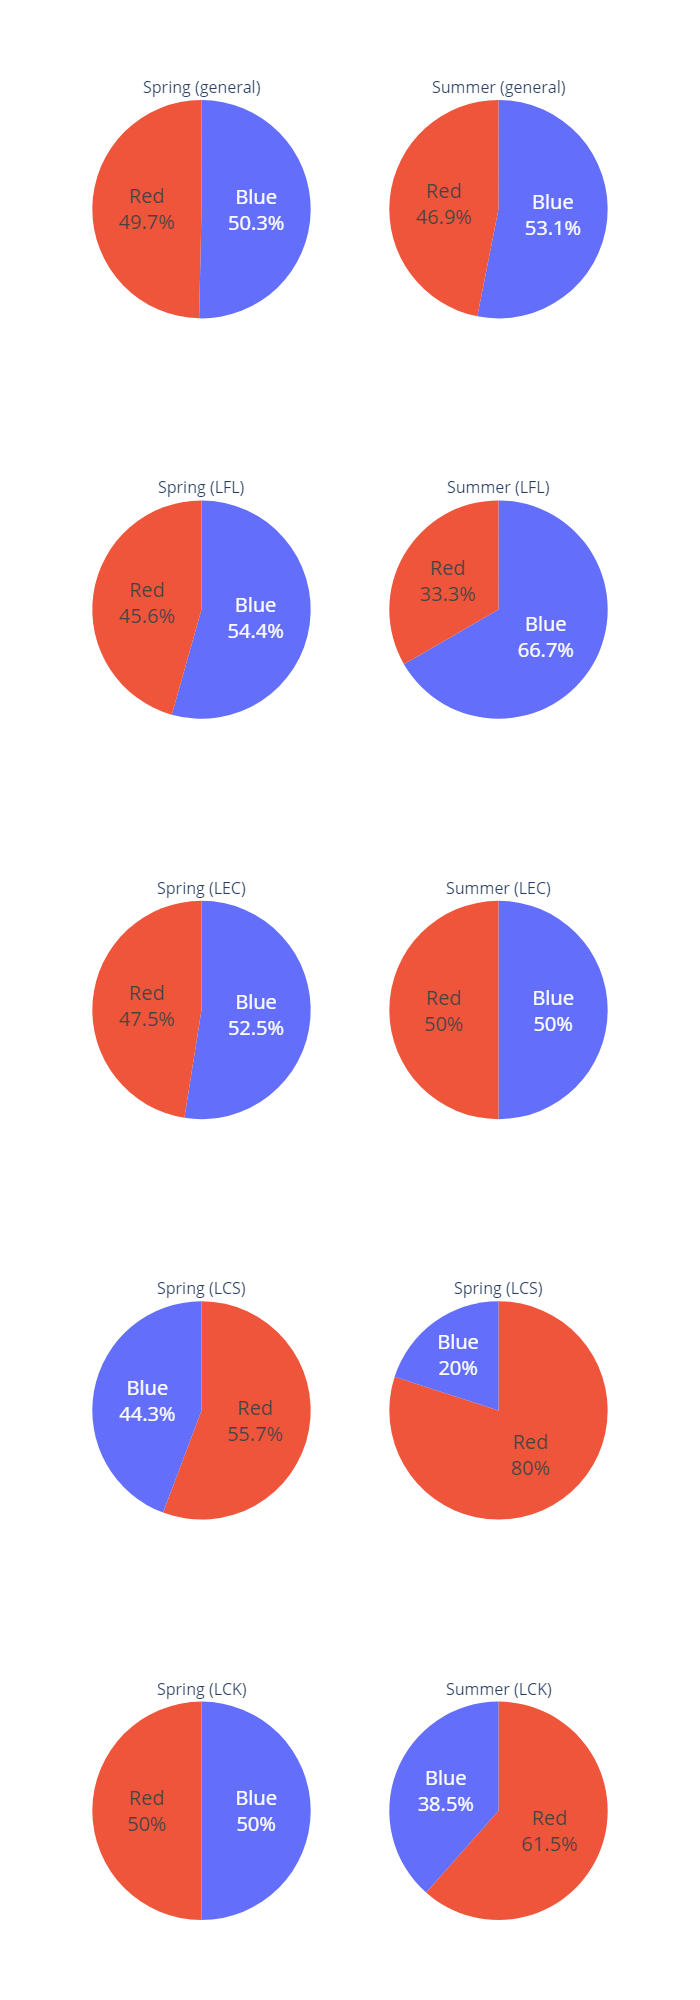 Spring (general)
Summer (general)
Red
49.7%
Blue
50.3%
Red
46.9%
Blue
53.1%
Spring (LFL)
Summer (LFL)
Red
45.6%
Blue
54.4%
Red
33.3%
Blue
66.7%
Spring (LEC)
Summer (LEC)
Red
47.5%
Blue
52.5%
Red
50%
Blue
50%
Spring (LCS)
Spring (LCS)
Blue
44.3%
Red
55.7%
Blue
20%
Red
80%
Spring (LCK)
Summer (LCK)
Red
50%
Blue
50%
Blue
38.5%
Red
61.5%